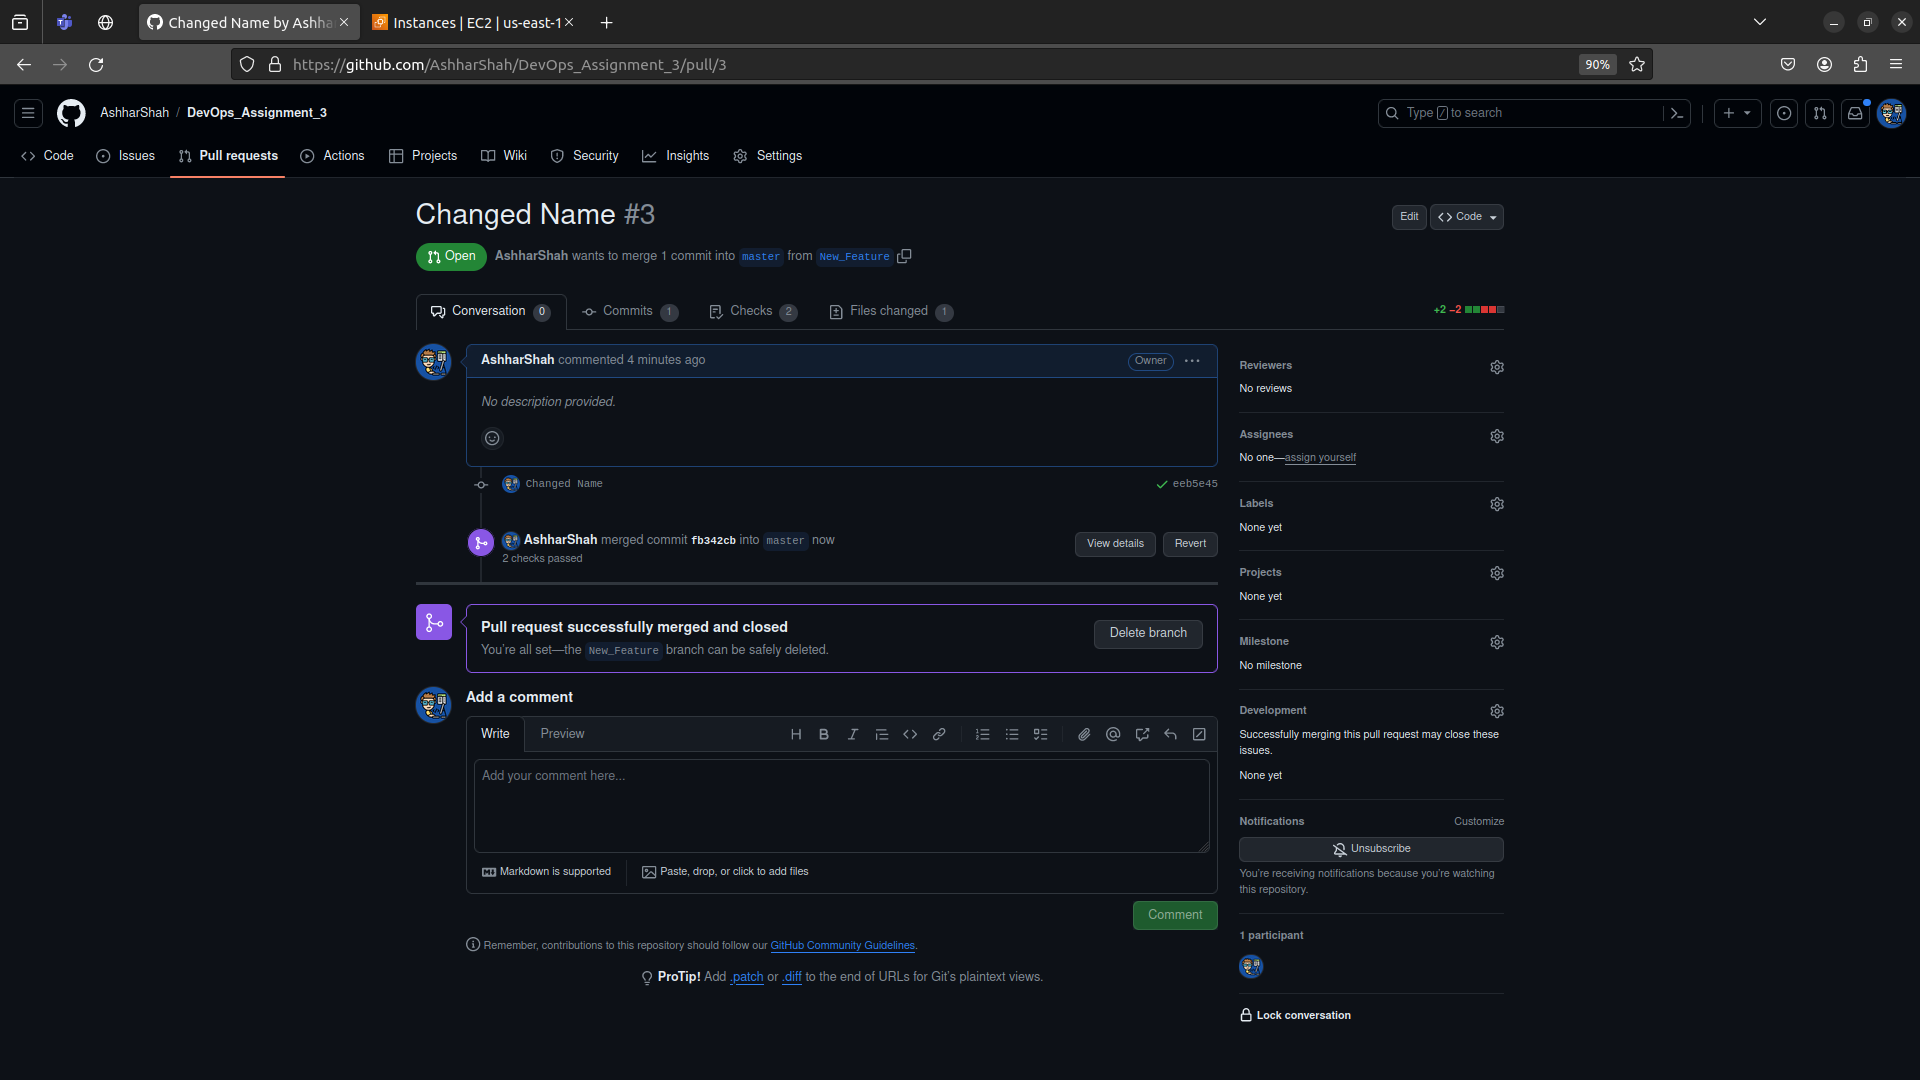 Changed Name by Ashha
Instances | EC2 | us-east-1
https://github.com/AshharShah/DevOps_Assignment_3/pull/3
90%
AshharShah / DevOps_Assignment_3
Type / to search
Code
Issues
Pull requests
Actions
Projects
Wiki
Security
Insights
Settings
Changed Name #3
Edit
Code
Open
AshharShah wants to merge 1 commit into master from New_Feature
Conversation 0
Commits 1
Checks 2
Files changed 1
+2 −2
AshharShah commented 4 minutes ago
Owner
No description provided.
Changed Name
eeb5e45
AshharShah merged commit fb342cb into master now
2 checks passed
View details
Revert
Pull request successfully merged and closed
You're all set—the New_Feature branch can be safely deleted.
Delete branch
Add a comment
Write
Preview
Add your comment here...
Markdown is supported
Paste, drop, or click to add files
Comment
Remember, contributions to this repository should follow our GitHub Community Guidelines.
ProTip! Add .patch or .diff to the end of URLs for Git's plaintext views.
Reviewers
No reviews
Assignees
No one—assign yourself
Labels
None yet
Projects
None yet
Milestone
No milestone
Development
Successfully merging this pull request may close these
issues.
None yet
Notifications
Customize
Unsubscribe
You're receiving notifications because you're watching
this repository.
1 participant
Lock conversation